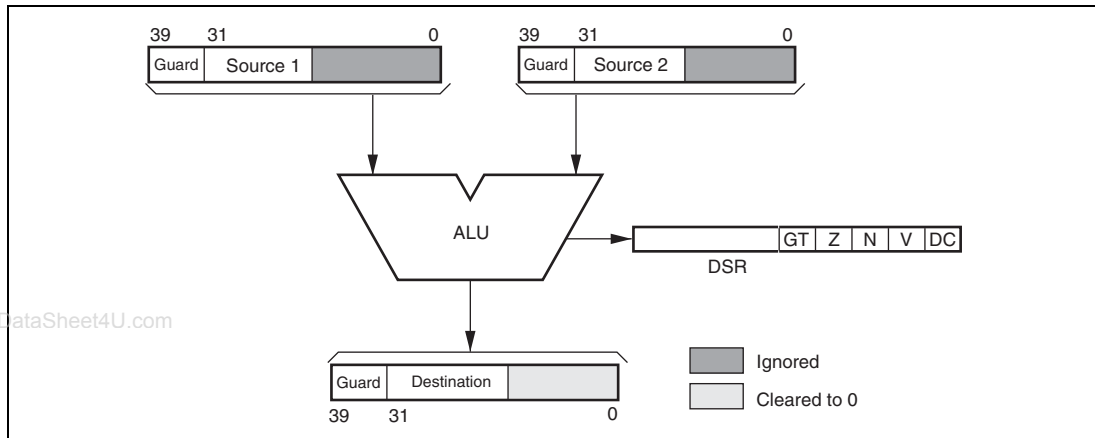 39 31 0 39 31 0
Guard Source 1 Guard Source 2
ALU
GT Z N V DC
DSR
DataSheet4U.com
Guard Destination
39 31 0
Ignored
Cleared to 0